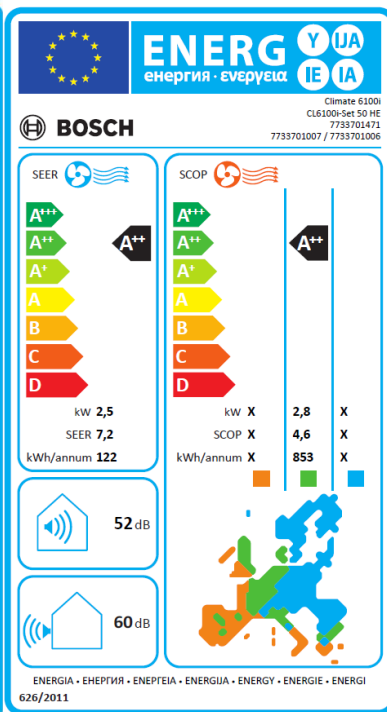 ENERG
енергия · ενεργεια
Y IJA
IE IA
Climate 6100i
CL6100i-Set 50 HE
7733701471
7733701007 / 7733701006
BOSCH
SEER
SCOP
A+++
A++
A+
A
B
C
D
A++
A+++
A++
A+
A
B
C
D
A++
kW 2,5
SEER 7,2
kWh/annum 122
kW X 2,8 X
SCOP X 4,6 X
kWh/annum X 853 X
52 dB
60 dB
ENERGIA · ЕНЕРГИЯ · ΕΝΕΡΓΕΙΑ · ENERGIJA · ENERGY · ENERGIE · ENERGI
626/2011